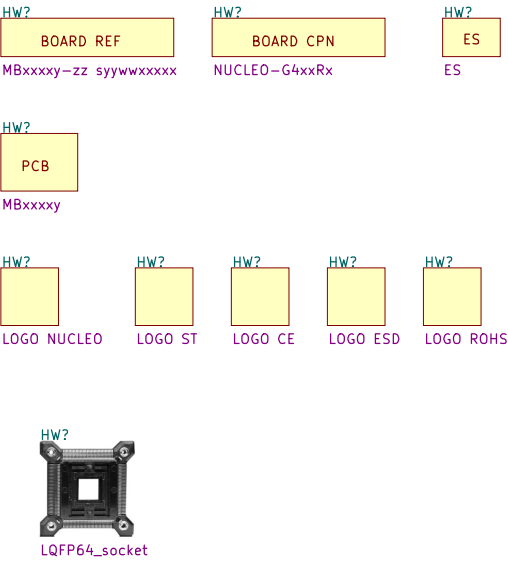 HW? HW? HW?
BOARD REF BOARD CPN ES
MBxxxxy-zz syywwxxxxx NUCLEO-G4xxRx ES
HW?
PCB
MBxxxxy
HW? HW? HW? HW? HW?
LOGO NUCLEO LOGO ST LOGO CE LOGO ESD LOGO ROHS
HW?
LQFP64_socket